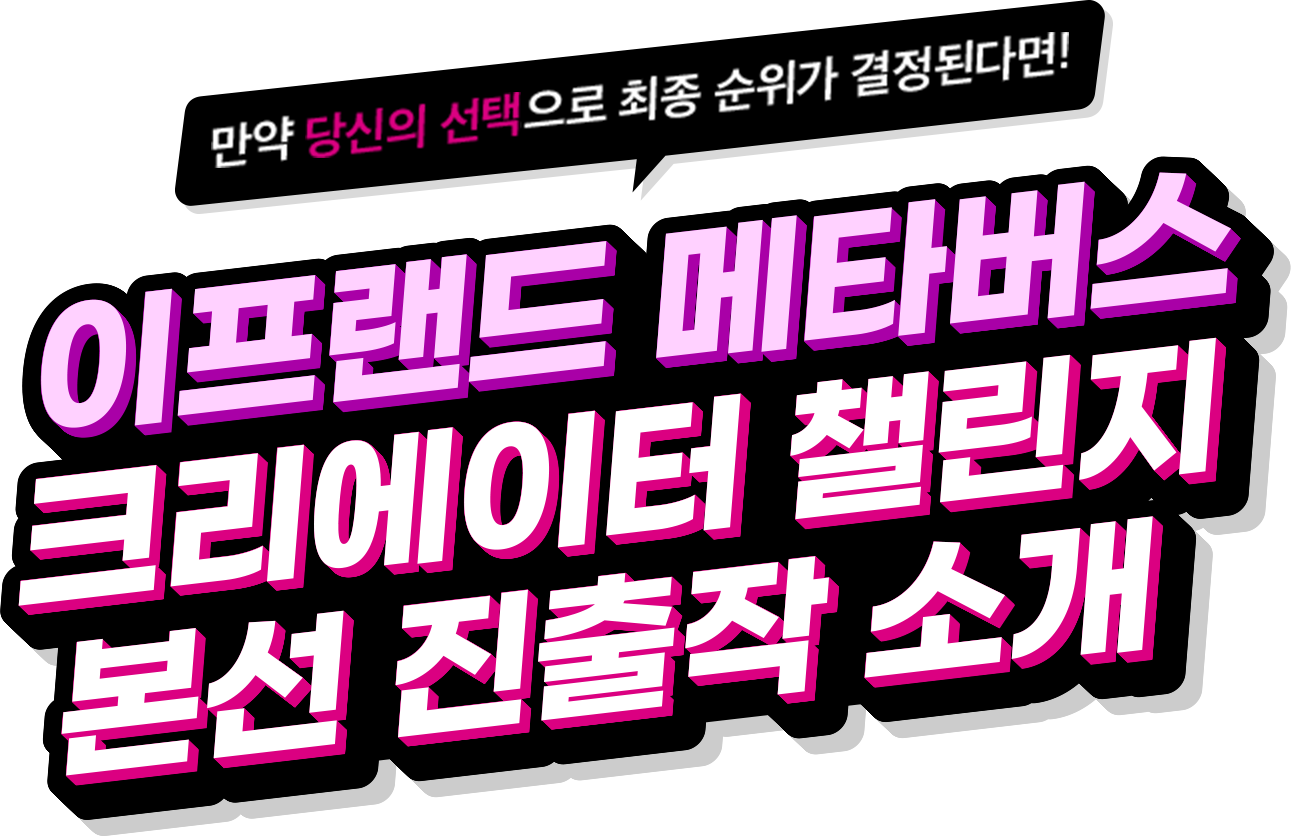 만약 당신의 선택으로 최종 순위가 결정된다면!
이프랜드 메타버스
크리에이터 챌린지
본선 진출작 소개